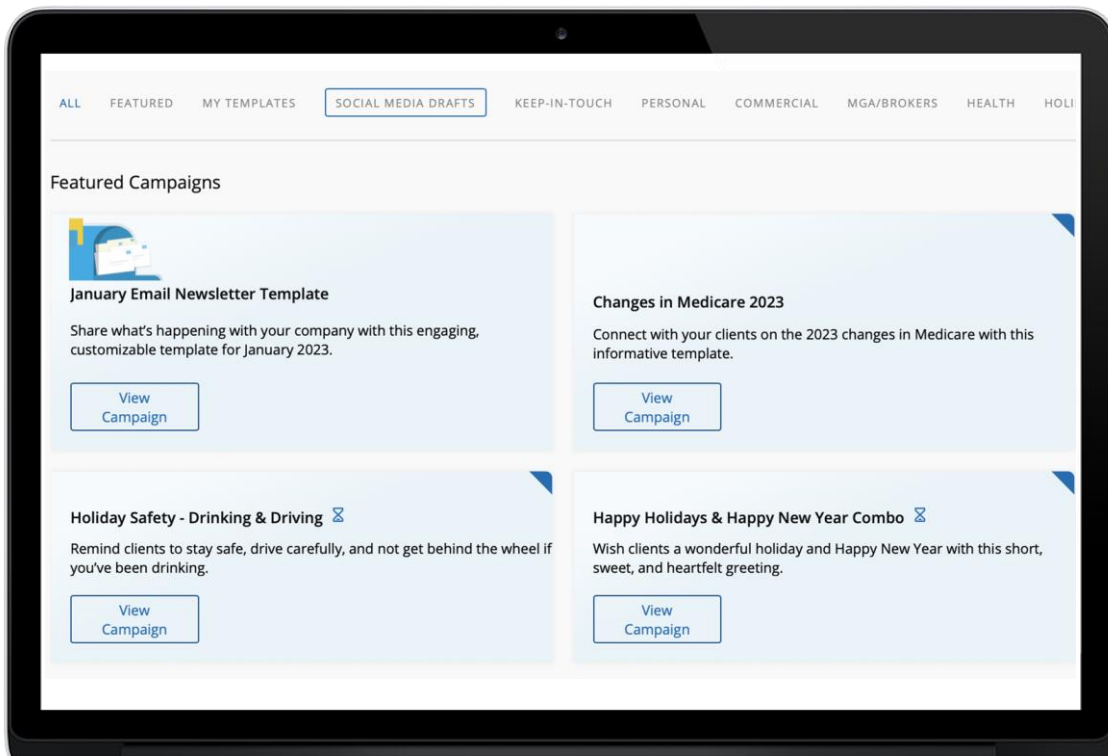 ALL FEATURED MY TEMPLATES SOCIAL MEDIA DRAFTS KEEP-IN-TOUCH PERSONAL COMMERCIAL MGA/BROKERS HEALTH HOLI
Featured Campaigns
January Email Newsletter Template
Share what's happening with your company with this engaging,
customizable template for January 2023.
View
Campaign
Changes in Medicare 2023
Connect with your clients on the 2023 changes in Medicare with this
informative template.
View
Campaign
Holiday Safety - Drinking & Driving
Remind clients to stay safe, drive carefully, and not get behind the wheel if
you've been drinking.
View
Campaign
Happy Holidays & Happy New Year Combo
Wish clients a wonderful holiday and Happy New Year with this short,
sweet, and heartfelt greeting.
View
Campaign